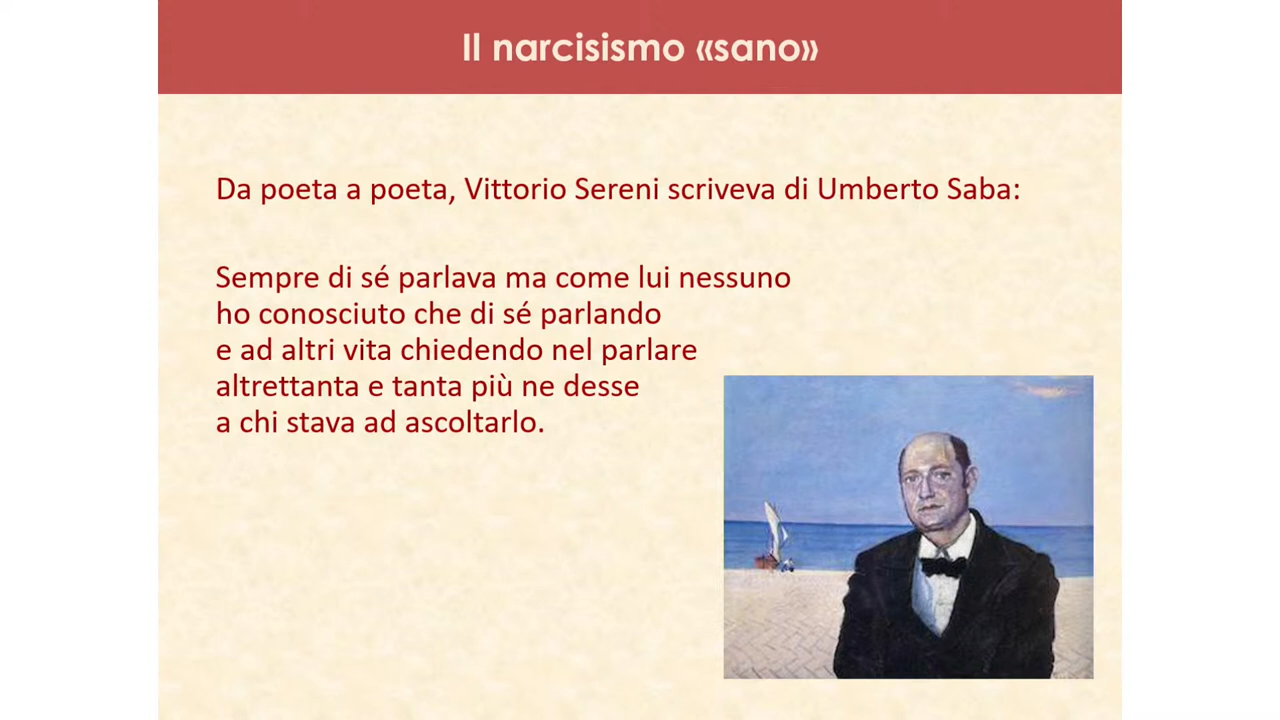 Il narcisismo «sano»
Da poeta a poeta, Vittorio Sereni scriveva di Umberto Saba:
Sempre di sé parlava ma come lui nessuno
ho conosciuto che di sé parlando
e ad altri vita chiedendo nel parlare
altrettanta e tanta più ne desse
a chi stava ad ascoltarlo.